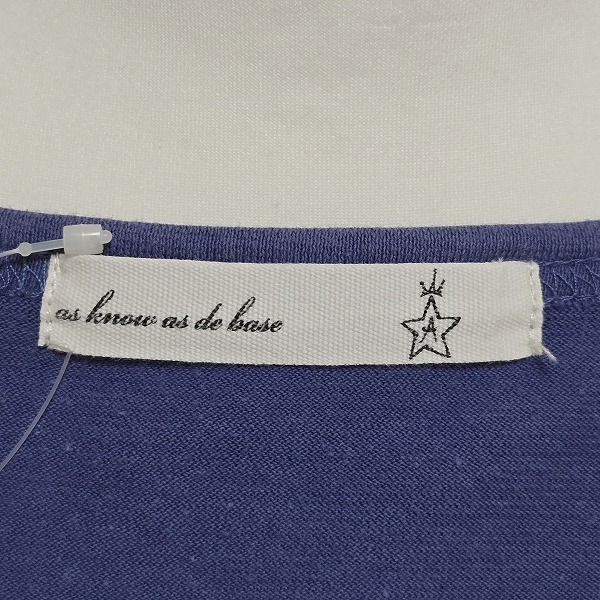 as know as de base
A